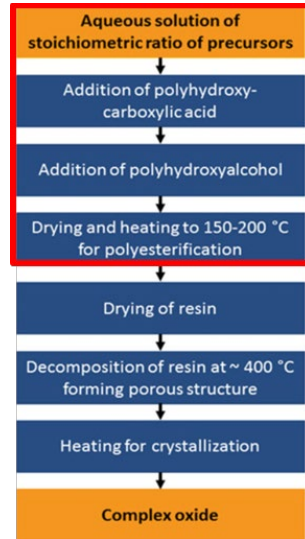 Aqueous solution of
stoichiometric ratio of precursors
Addition of polyhydroxy-
carboxylic acid
Addition of polyhydroxyalcohol
Drying and heating to 150-200 °C
for polyesterification
Drying of resin
Decomposition of resin at ~ 400 °C
forming porous structure
Heating for crystallization
Complex oxide